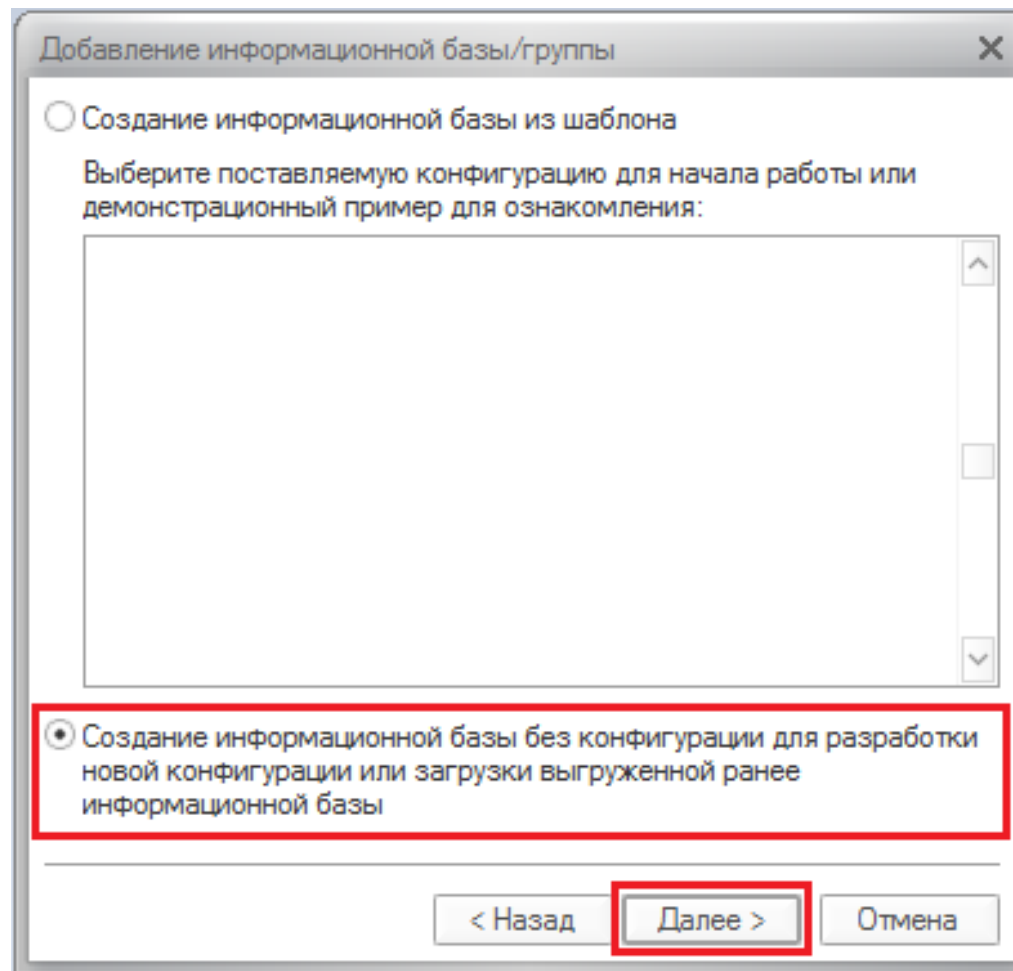 Добавление информационной базы/группы
Создание информационной базы из шаблона
Выберите поставляемую конфигурацию для начала работы или
демонстрационный пример для ознакомления:
Создание информационной базы без конфигурации для разработки
новой конфигурации или загрузки выгруженной ранее
информационной базы
< Назад
Далее >
Отмена